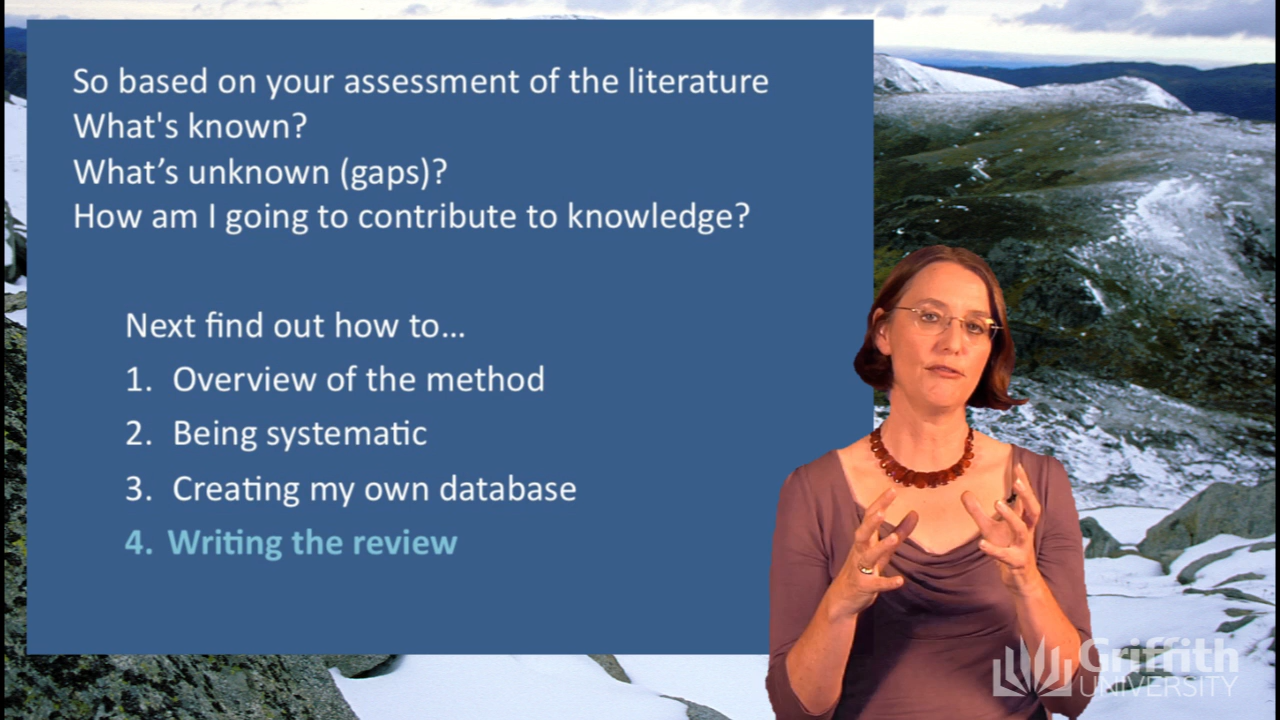 So based on your assessment of the literature
What's known?
What’s unknown (gaps)?
How am I going to contribute to knowledge?
Next find out how to...
1. Overview of the method
2. Being systematic
3. Creating my own database
4. Writing the review
Griffith
UNIVERSITY